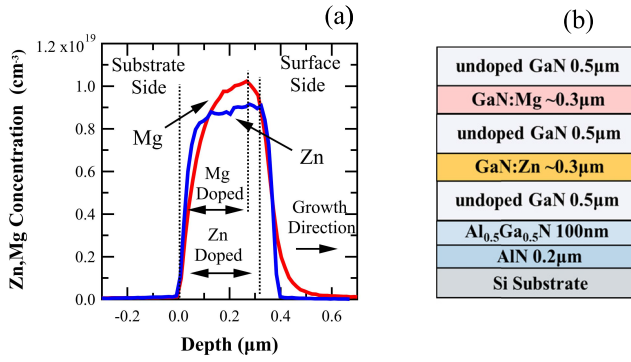 (a)
1.2 x10¹⁹
Substrate
Side
Surface
Side
1.0
0.8
0.6
0.4
0.2
0.0
Zn,Mg Concentration (cm⁻³)
Mg
Zn
Mg
Doped
Zn
Doped
Growth
Direction
-0.2
0.0
0.2
0.4
0.6
Depth (µm)
(b)
undoped GaN 0.5µm
GaN:Mg ~0.3µm
undoped GaN 0.5µm
GaN:Zn ~0.3µm
undoped GaN 0.5µm
Al₀.₅Ga₀.₅N 100nm
AlN 0.2µm
Si Substrate